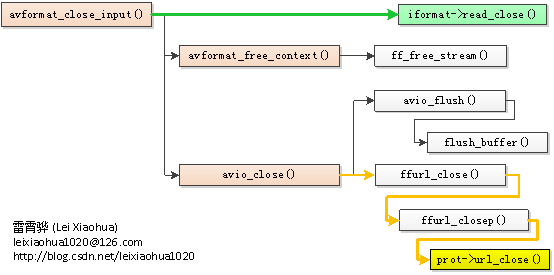 avformat_close_input()
iformat->read_close()
avformat_free_context()
ff_free_stream()
avio_flush()
flush_buffer()
avio_close()
ffurl_close()
ffurl_closep()
prot->url_close()
雷霄骅 (Lei Xiaohua)
leixiaohua1020@126.com
http://blog.csdn.net/leixiaohua1020